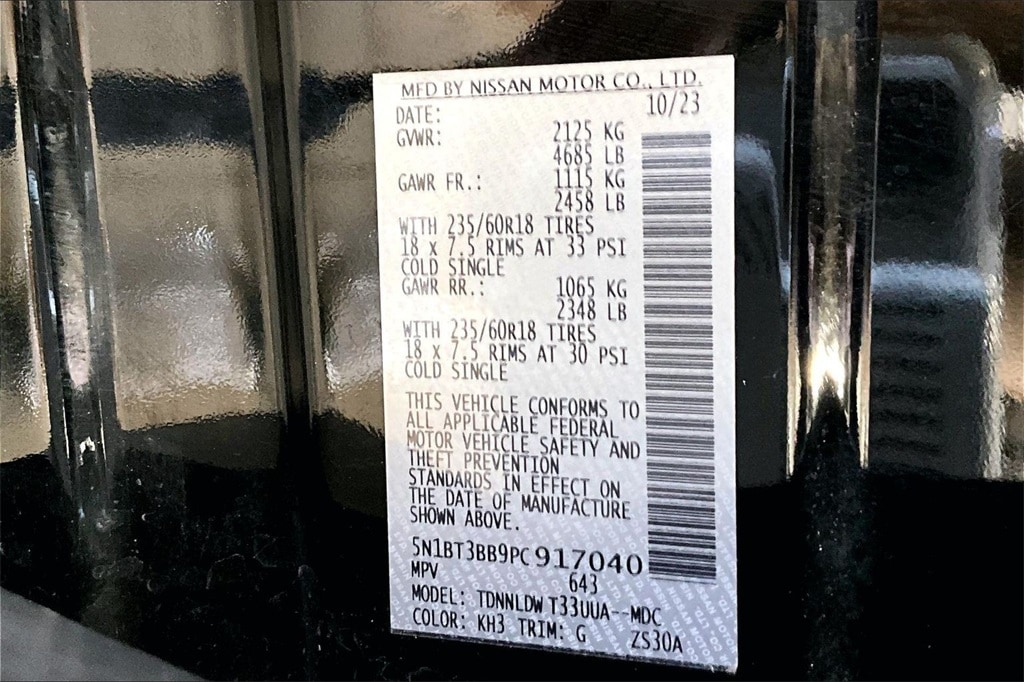 MFD BY NISSAN MOTOR CO., LTD.
DATE: 10/23
GVWR: 2125 KG
4685 LB
GAWR FR.: 1115 KG
2458 LB
WITH 235/60R18 TIRES
18 x 7.5 RIMS AT 33 PSI
COLD SINGLE
GAWR RR.: 1065 KG
2348 LB
WITH 235/60R18 TIRES
18 x 7.5 RIMS AT 30 PSI
COLD SINGLE
THIS VEHICLE CONFORMS TO
ALL APPLICABLE FEDERAL
MOTOR VEHICLE SAFETY AND
THEFT PREVENTION
STANDARDS IN EFFECT ON
THE DATE OF MANUFACTURE
SHOWN ABOVE.
5N1BT3BB9PC917040
MPV 643
MODEL: TDNNLDW T33UUA--MDC
COLOR: KH3 TRIM: G ZS30A